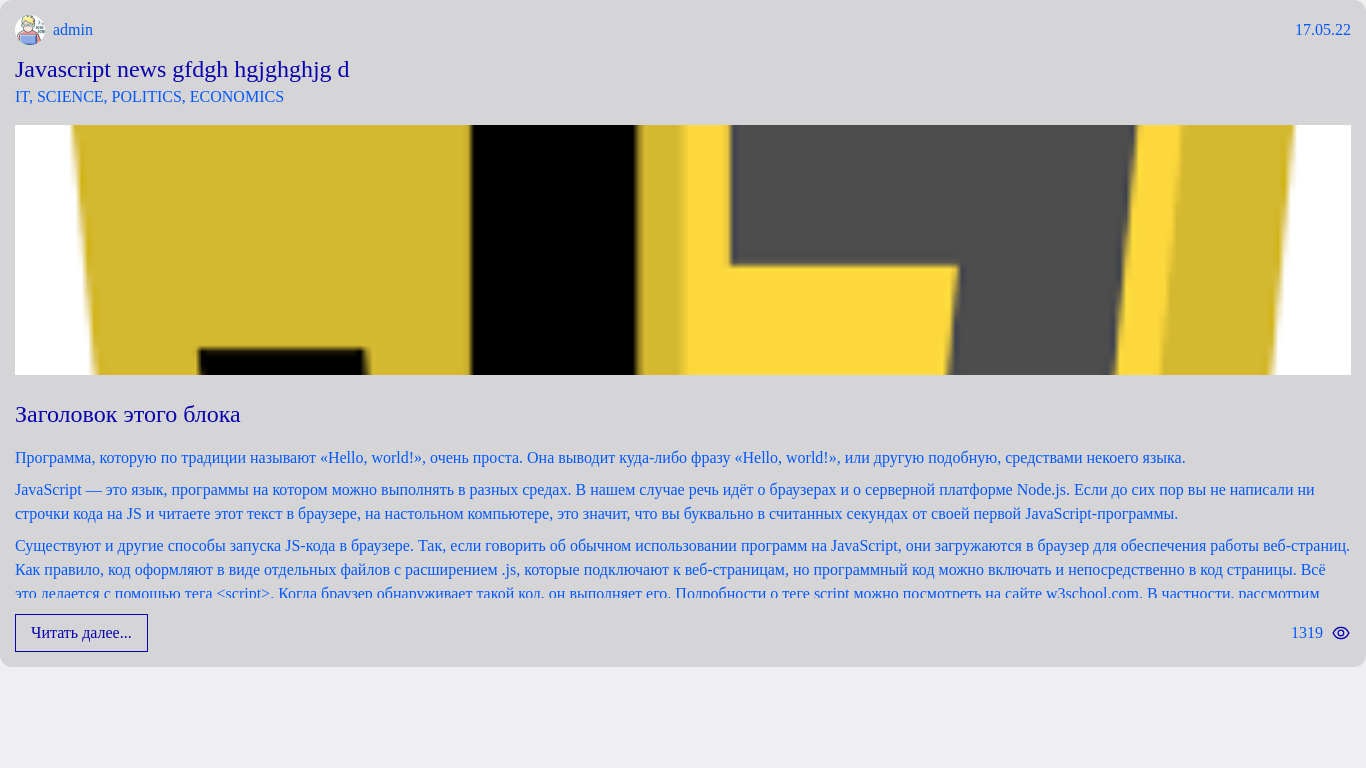 admin
17.05.22
Javascript news gfdgh hgjghghjg d
IT, SCIENCE, POLITICS, ECONOMICS
Заголовок этого блока
Программа, которую по традиции называют «Hello, world!», очень проста. Она выводит куда-либо фразу «Hello, world!», или другую подобную, средствами некоего языка.
JavaScript — это язык, программы на котором можно выполнять в разных средах. В нашем случае речь идёт о браузерах и о серверной платформе Node.js. Если до сих пор вы не написали ни
строчки кода на JS и читаете этот текст в браузере, на настольном компьютере, это значит, что вы буквально в считанных секундах от своей первой JavaScript-программы.
Существуют и другие способы запуска JS-кода в браузере. Так, если говорить об обычном использовании программ на JavaScript, они загружаются в браузер для обеспечения работы веб-страниц.
Как правило, код оформляют в виде отдельных файлов с расширением .js, которые подключают к веб-страницам, но программный код можно включать и непосредственно в код страницы. Всё
это делается с помощью тега <script>. Когда браузер обнаруживает такой код, он выполняет его. Подробности о теге script можно посмотреть на сайте w3school.com. В частности, рассмотрим
Читать далее...
1319